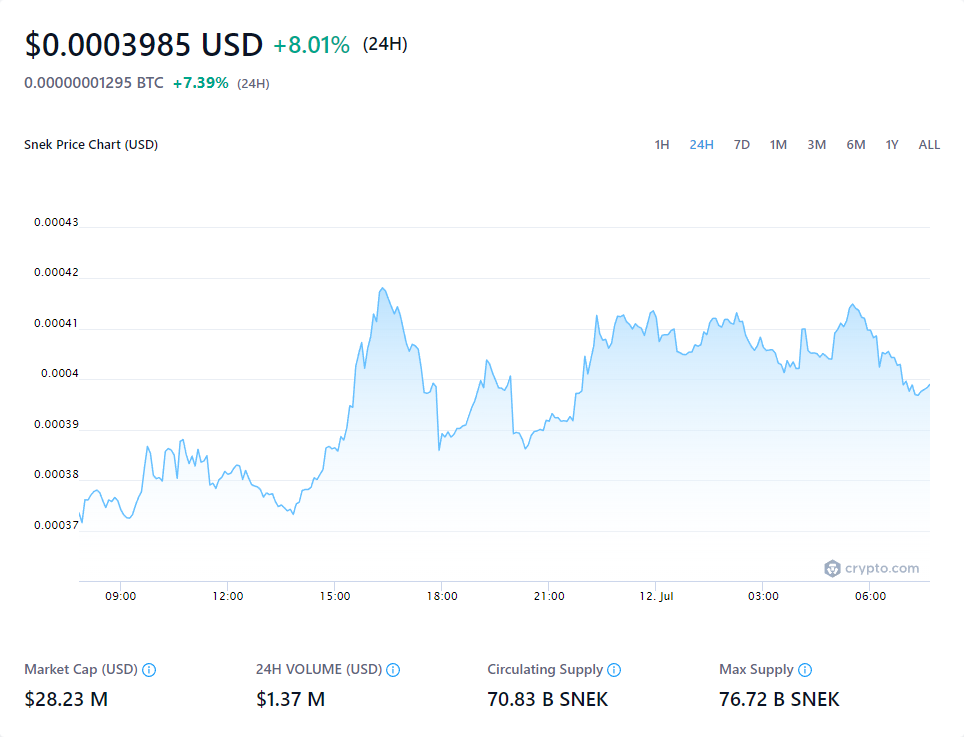 $0.0003985 USD +8.01% (24H)
0.00000001295 BTC +7.39% (24H)
Snek Price Chart (USD) 1H 24H 7D 1M 3M 6M 1Y ALL
0.00043
0.00042
0.00041
0.0004
0.00039
0.00038
0.00037
crypto.com
09:00 12:00 15:00 18:00 21:00 12. Jul 03:00 06:00
Market Cap (USD) 24H VOLUME (USD) Circulating Supply Max Supply
$28.23 M $1.37 M 70.83 B SNEK 76.72 B SNEK